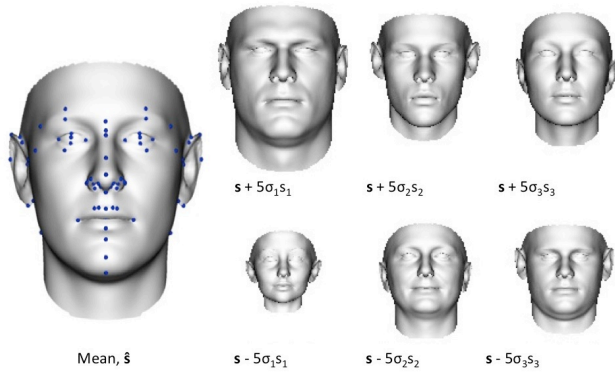 s + 5σ₁s₁
s + 5σ₂s₂
s + 5σ₃s₃
Mean, ŝ
s - 5σ₁s₁
s - 5σ₂s₂
s - 5σ₃s₃